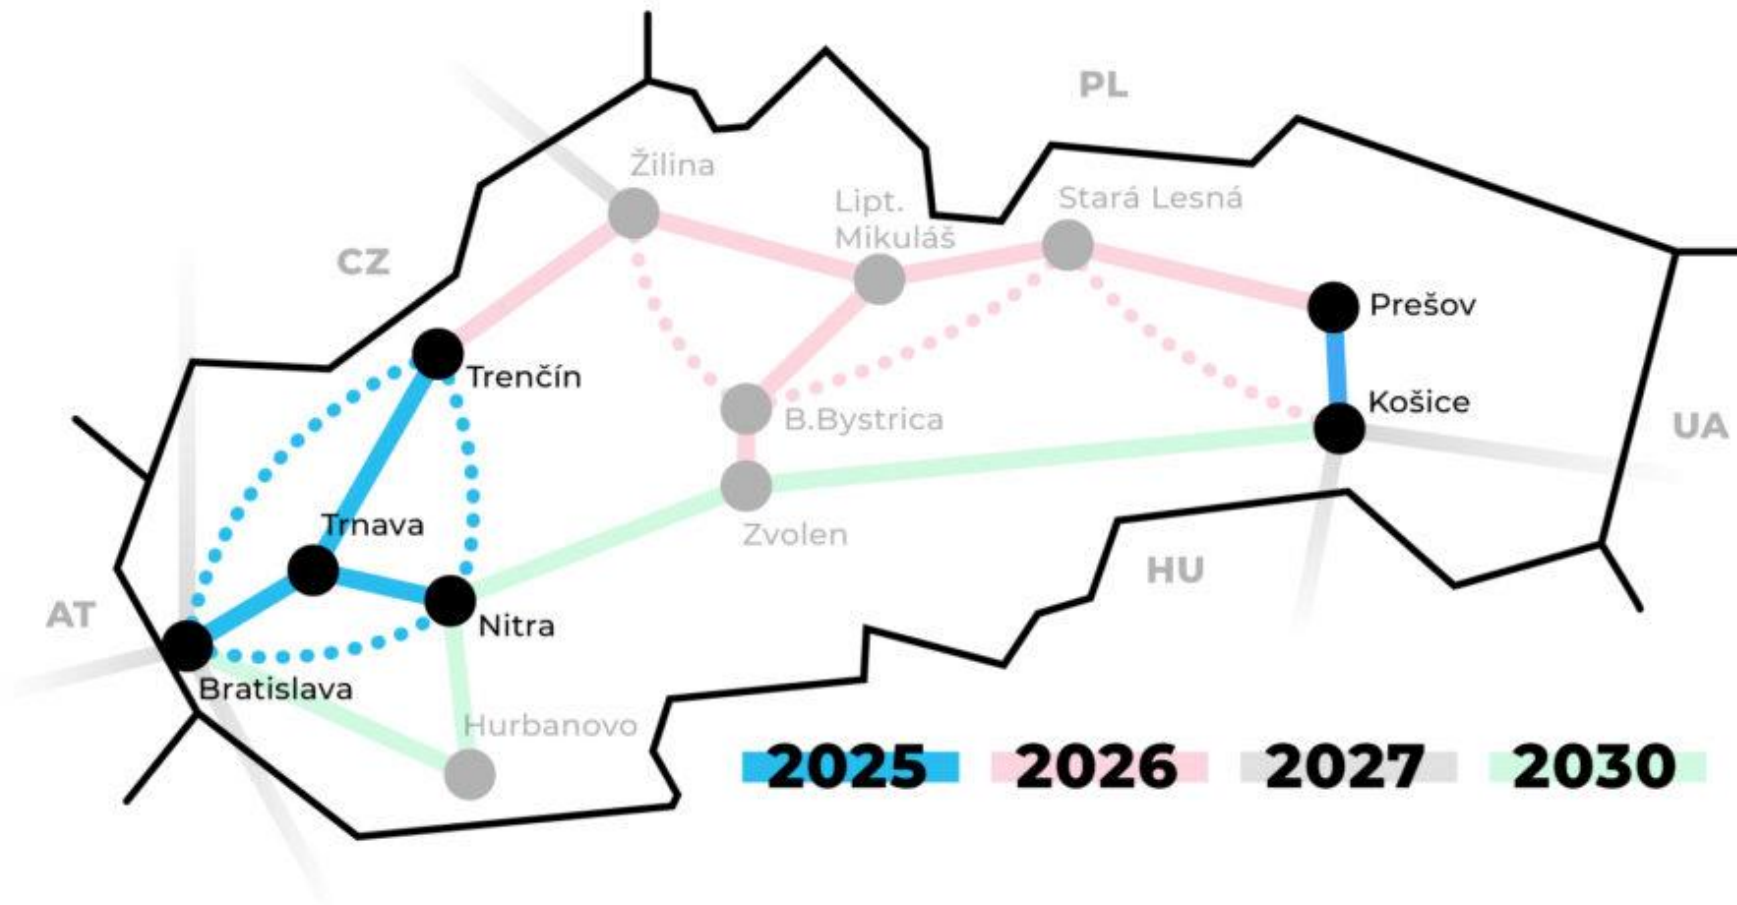 PL
Žilina
Lipt.
Mikuláš
Stará Lesná
CZ
Prešov
Trenčín
Košice
B.Bystrica
UA
Trnava
Zvolen
HU
AT
Nitra
Bratislava
Hurbanovo
2025
2026
2027
2030